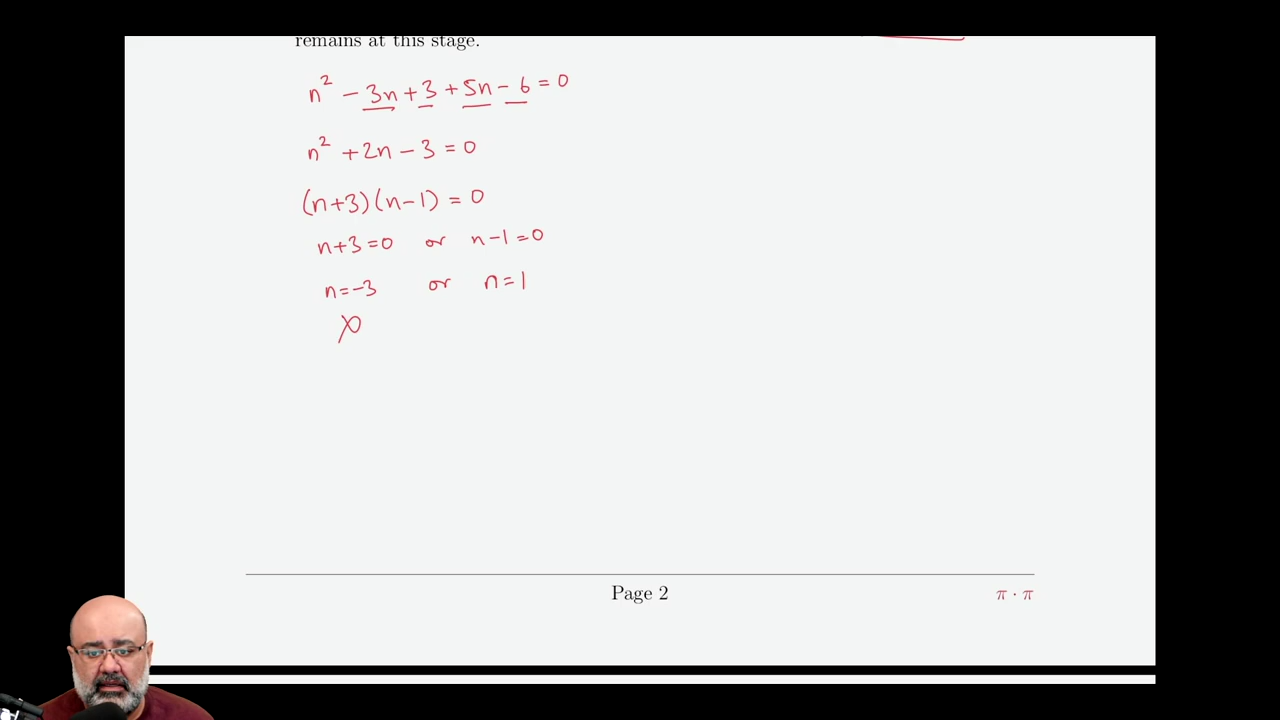 remains at this stage.
n² − 3n + 3 + 5n − 6 = 0
n² + 2n − 3 = 0
(n+3)(n−1) = 0
n+3=0 or n−1=0
n=−3 or n=1
Page 2
π · π